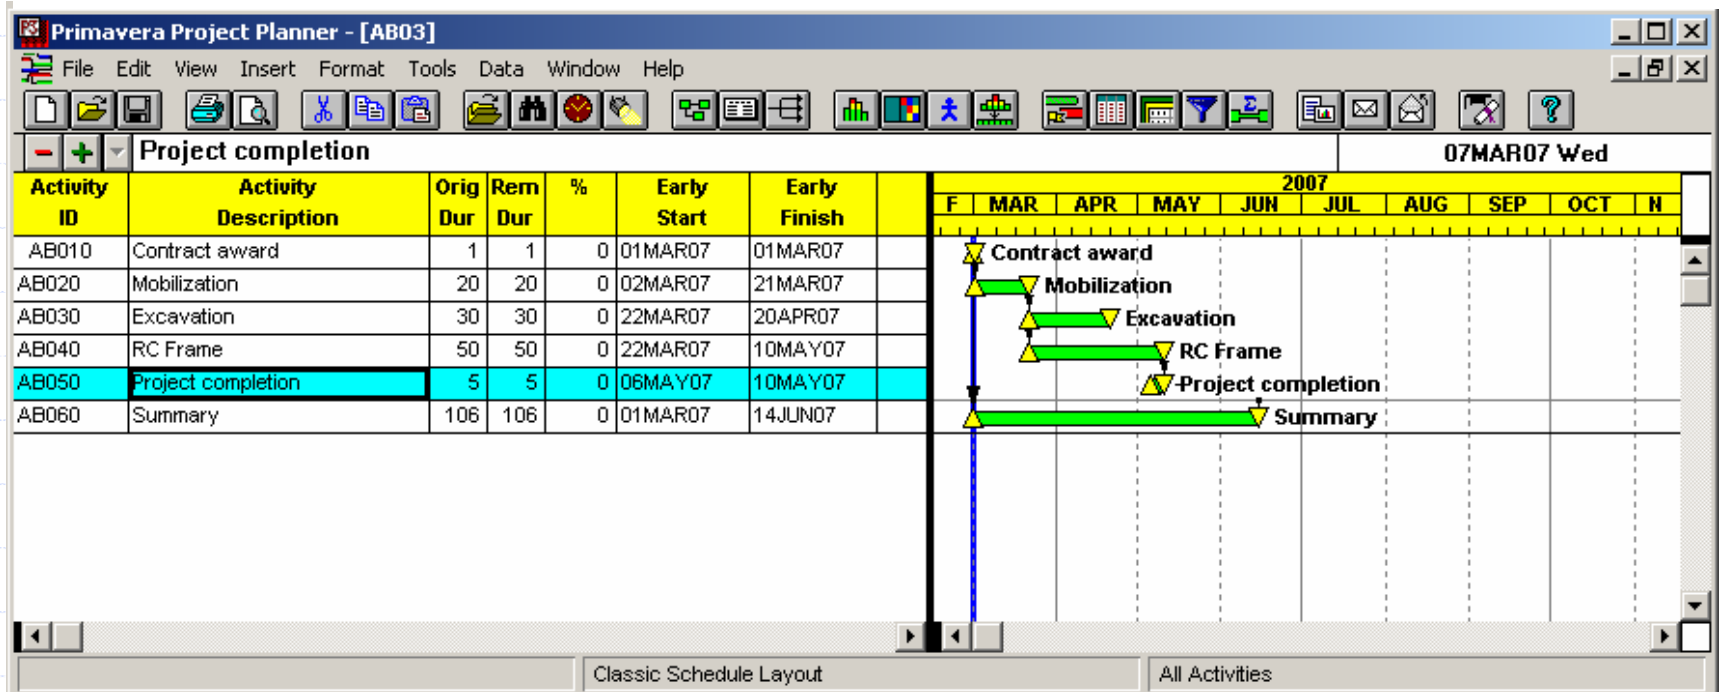 Primavera Project Planner - [AB03]
File Edit View Insert Format Tools Data Window Help
Project completion 07MAR07 Wed
Activity ID Activity Description Orig Dur Rem Dur % Early Start Early Finish
2007
F MAR APR MAY JUN JUL AUG SEP OCT N
AB010 Contract award 1 1 0 01MAR07 01MAR07 Contract award
AB020 Mobilization 20 20 0 02MAR07 21MAR07 Mobilization
AB030 Excavation 30 30 0 22MAR07 20APR07 Excavation
AB040 RC Frame 50 50 0 22MAR07 10MAY07 RC Frame
AB050 Project completion 5 5 0 06MAY07 10MAY07 Project completion
AB060 Summary 106 106 0 01MAR07 14JUN07 Summary
Classic Schedule Layout All Activities